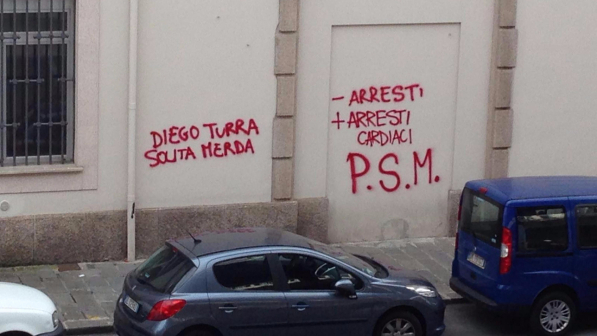 DIEGO TURRA
SOLITA MERDA
- ARRESTI
+ ARRESTI
CARDIACI
P.S.M.